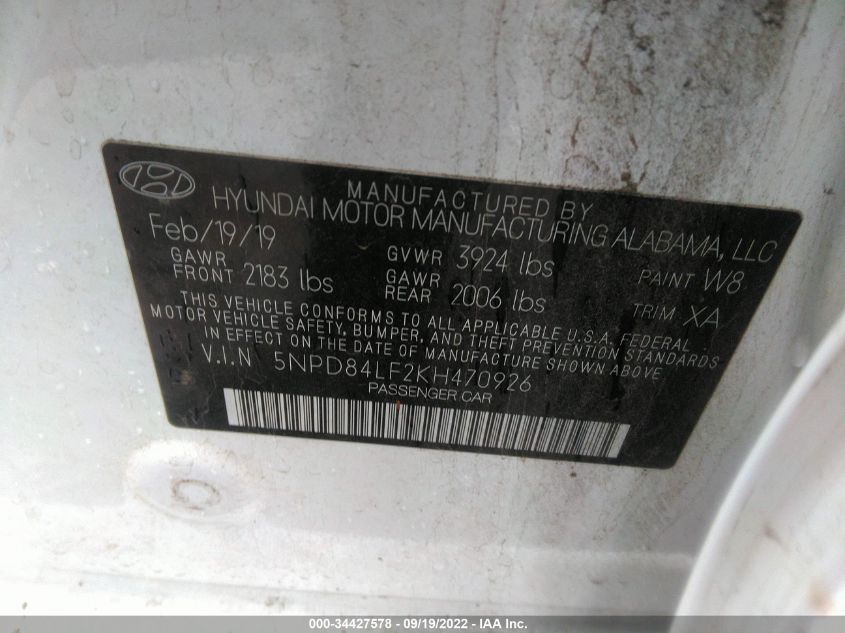 MANUFACTURED BY
HYUNDAI MOTOR MANUFACTURING ALABAMA, LLC
Feb/19/19
GAWR FRONT 2183 lbs
GVWR 3924 lbs
GAWR REAR 2006 lbs
PAINT W8
TRIM XA
THIS VEHICLE CONFORMS TO ALL APPLICABLE U.S.A. FEDERAL
MOTOR VEHICLE SAFETY, BUMPER, AND THEFT PREVENTION STANDARDS
IN EFFECT ON THE DATE OF MANUFACTURE SHOWN ABOVE
V.I.N 5NPD84LF2KH470926
PASSENGER CAR
000-34427578 - 09/19/2022 - IAA Inc.